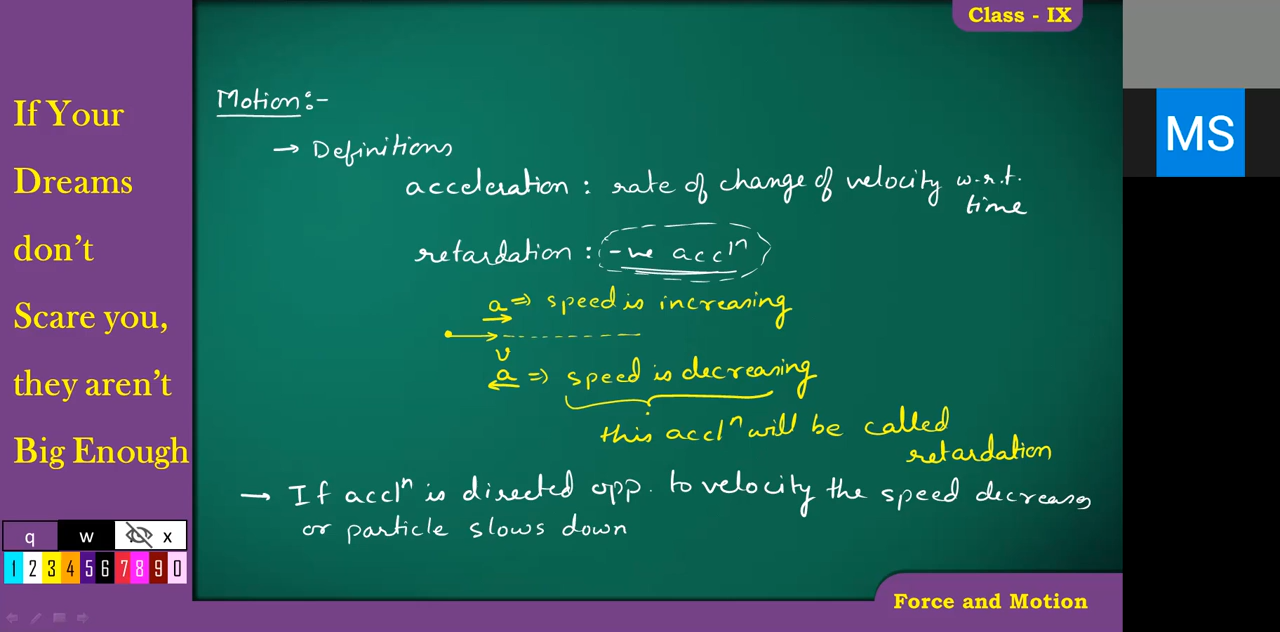 Class - IX
If Your
Dreams
don't
Scare you,
they aren't
Big Enough
Motion :-
→ Definitions
acceleration : rate of change of velocity w.r.t.
time
retardation : -ve acclⁿ
a ⇒ speed is increasing
v
a ⇒ speed is decreasing
this acclⁿ will be called
retardation
→ If acclⁿ is directed opp. to velocity the speed decreases
or particle slows down
q w x
1 2 3 4 5 6 7 8 9 0
Force and Motion
MS